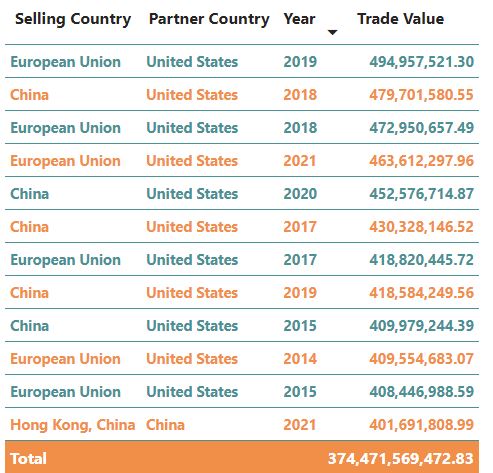 Selling Country Partner Country Year Trade Value
European Union United States 2019 494,957,521.30
China United States 2018 479,701,580.55
European Union United States 2018 472,950,657.49
European Union United States 2021 463,612,297.96
China United States 2020 452,576,714.87
China United States 2017 430,328,146.52
European Union United States 2017 418,820,445.72
China United States 2019 418,584,249.56
China United States 2015 409,979,244.39
European Union United States 2014 409,554,683.07
European Union United States 2015 408,446,988.59
Hong Kong, China China 2021 401,691,808.99
Total 374,471,569,472.83